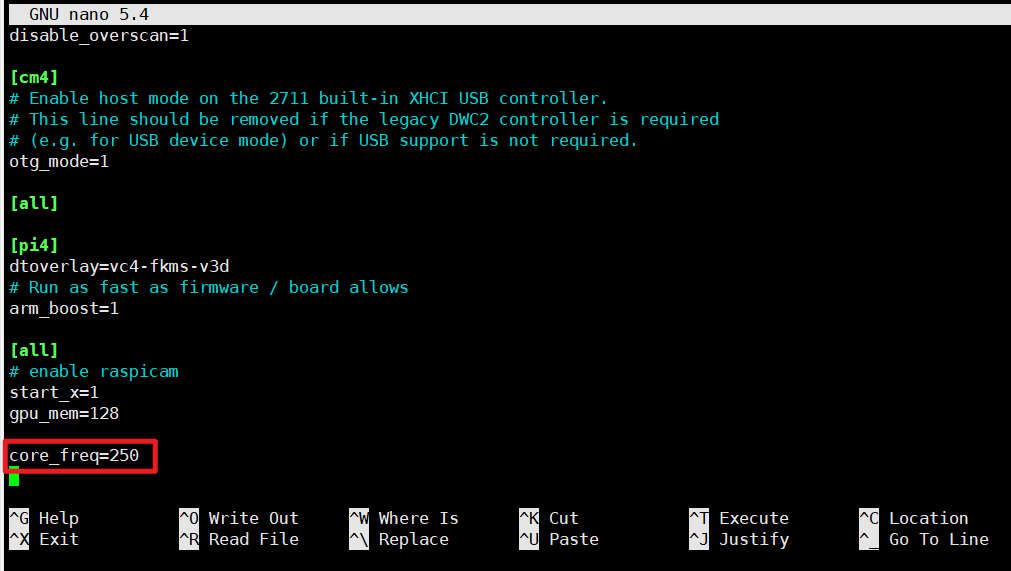 GNU nano 5.4
disable_overscan=1
[cm4]
# Enable host mode on the 2711 built-in XHCI USB controller.
# This line should be removed if the legacy DWC2 controller is required
# (e.g. for USB device mode) or if USB support is not required.
otg_mode=1
[all]
[pi4]
dtoverlay=vc4-fkms-v3d
# Run as fast as firmware / board allows
arm_boost=1
[all]
# enable raspicam
start_x=1
gpu_mem=128
core_freq=250
^G Help ^O Write Out ^W Where Is ^K Cut ^T Execute ^C Location
^X Exit ^R Read File ^\ Replace ^U Paste ^J Justify ^_ Go To Line